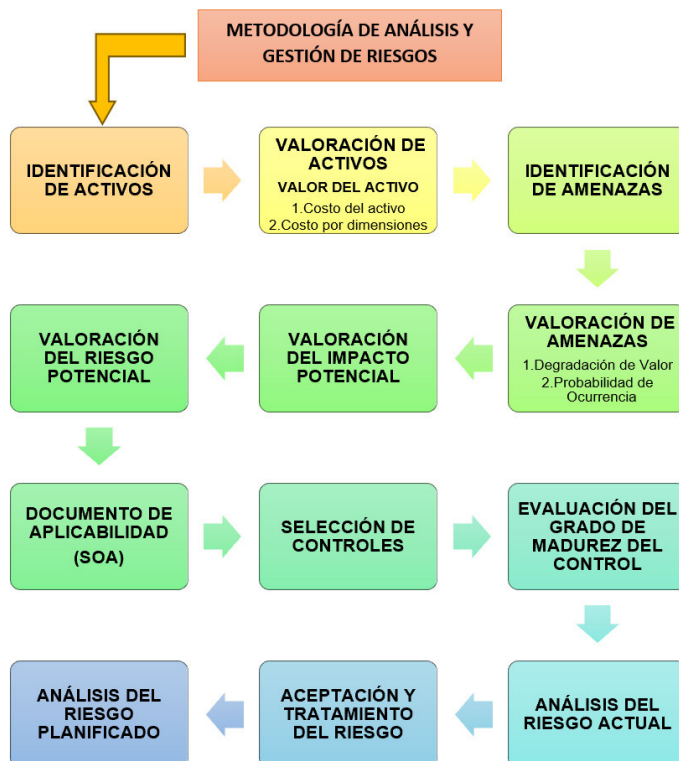 METODOLOGÍA DE ANÁLISIS Y
GESTIÓN DE RIESGOS
IDENTIFICACIÓN
DE ACTIVOS
VALORACIÓN DE
ACTIVOS
VALOR DEL ACTIVO
1.Costo del activo
2.Costo por dimensiones
IDENTIFICACIÓN
DE AMENAZAS
VALORACIÓN DE
AMENAZAS
1.Degradación de Valor
2.Probabilidad de
Ocurrencia
VALORACIÓN
DEL IMPACTO
POTENCIAL
VALORACIÓN
DEL RIESGO
POTENCIAL
DOCUMENTO DE
APLICABILIDAD
(SOA)
SELECCIÓN DE
CONTROLES
EVALUACIÓN DEL
GRADO DE
MADUREZ DEL
CONTROL
ANÁLISIS DEL
RIESGO ACTUAL
ACEPTACIÓN Y
TRATAMIENTO
DEL RIESGO
ANÁLISIS DEL
RIESGO
PLANIFICADO